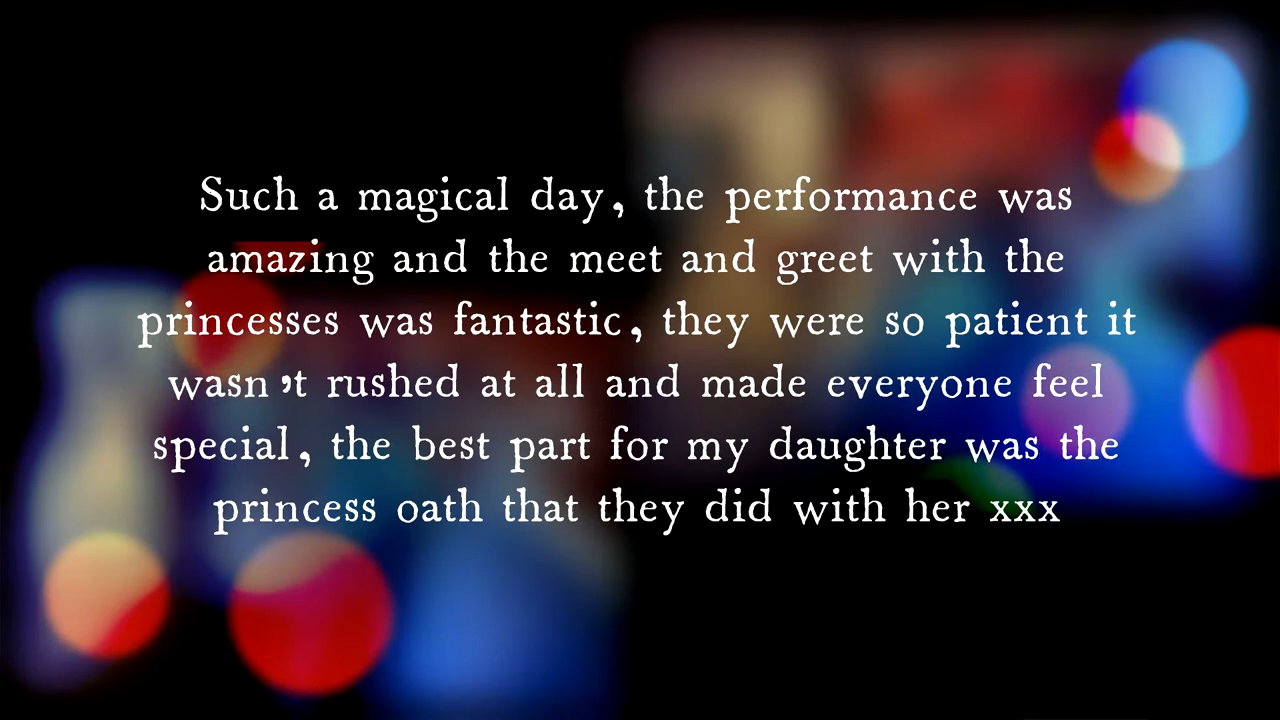 Such a magical day, the performance was
amazing and the meet and greet with the
princesses was fantastic, they were so patient it
wasn't rushed at all and made everyone feel
special, the best part for my daughter was the
princess oath that they did with her xxx